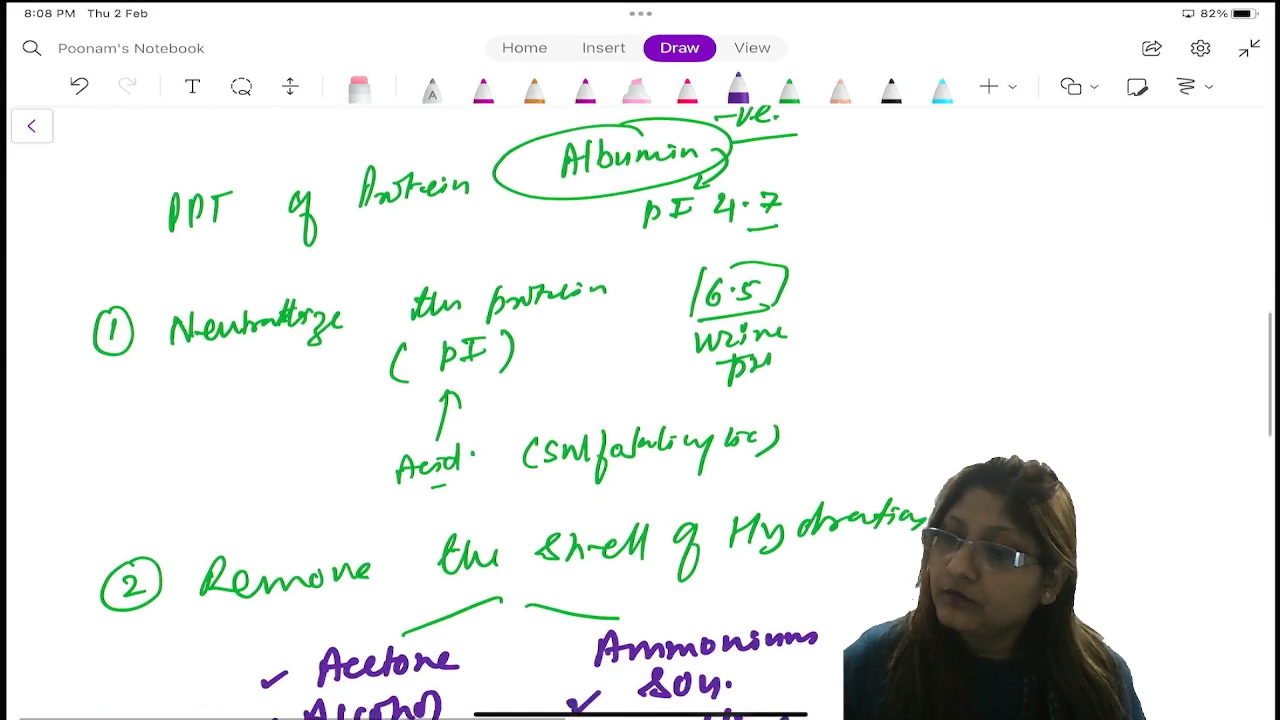 8:08 PM Thu 2 Feb
82%
Poonam's Notebook
Home Insert Draw View
A
-ve.
PPT of Protein Albumin
pI 4.7
① Neutralize the protein
(pI)
6.5
Urine
pH
Acid. (Sulfosalicylic)
② Remove the shell of Hydration
Acetone
Alcohol
Ammonium
SO4.